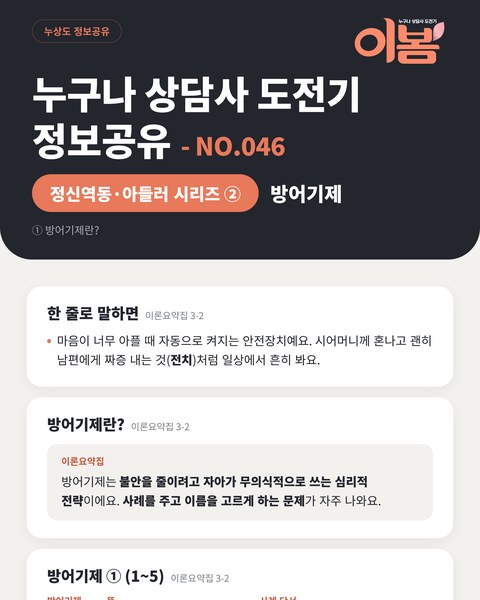 누상도 정보공유
누구나 상담사 도전기
이봄
누구나 상담사 도전기
정보공유 - NO.046
정신역동·아들러 시리즈 ② 방어기제
① 방어기제란?
한 줄로 말하면 이론요약집 3-2
• 마음이 너무 아플 때 자동으로 켜지는 안전장치예요. 시어머니께 혼나고 괜히
남편에게 짜증 내는 것(전치)처럼 일상에서 흔히 봐요.
방어기제란? 이론요약집 3-2
이론요약집
방어기제는 불안을 줄이려고 자아가 무의식적으로 쓰는 심리적
전략이에요. 사례를 주고 이름을 고르게 하는 문제가 자주 나와요.
방어기제 ① (1~5) 이론요약집 3-2